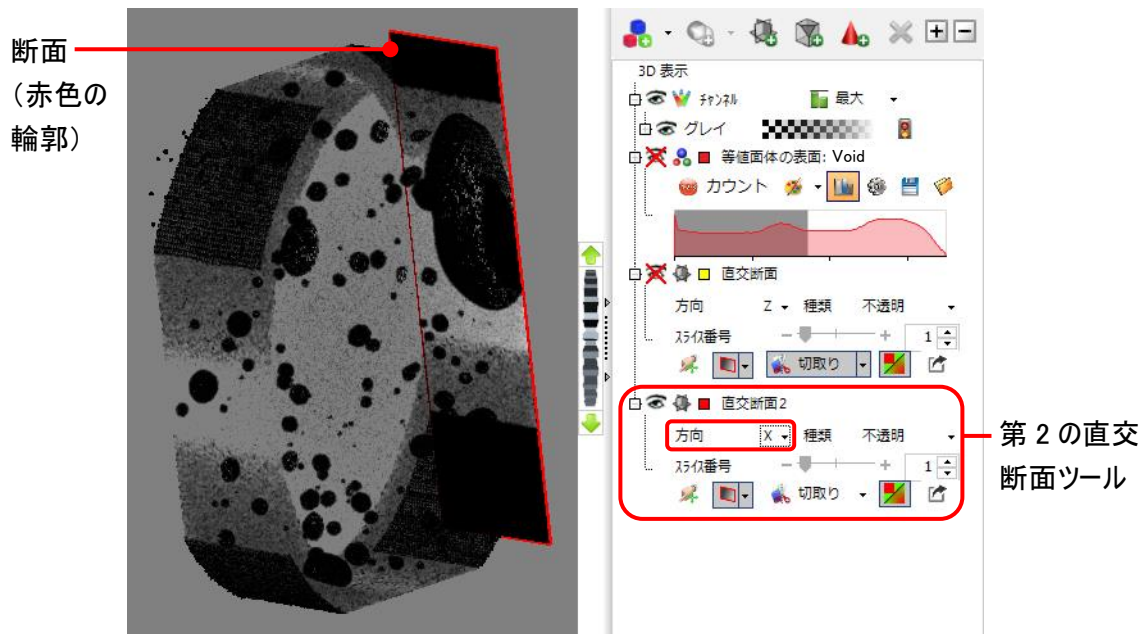 断面
（赤色の
輪郭）
3D 表示
ﾁｬﾝﾈﾙ 最大
グレイ
等値面体の表面: Void
カウント
直交断面
方向 Z 種類 不透明
ｽﾗｲｽ番号 1
切取り
直交断面2
方向 X 種類 不透明
ｽﾗｲｽ番号 1
切取り
第 2 の直交
断面ツール